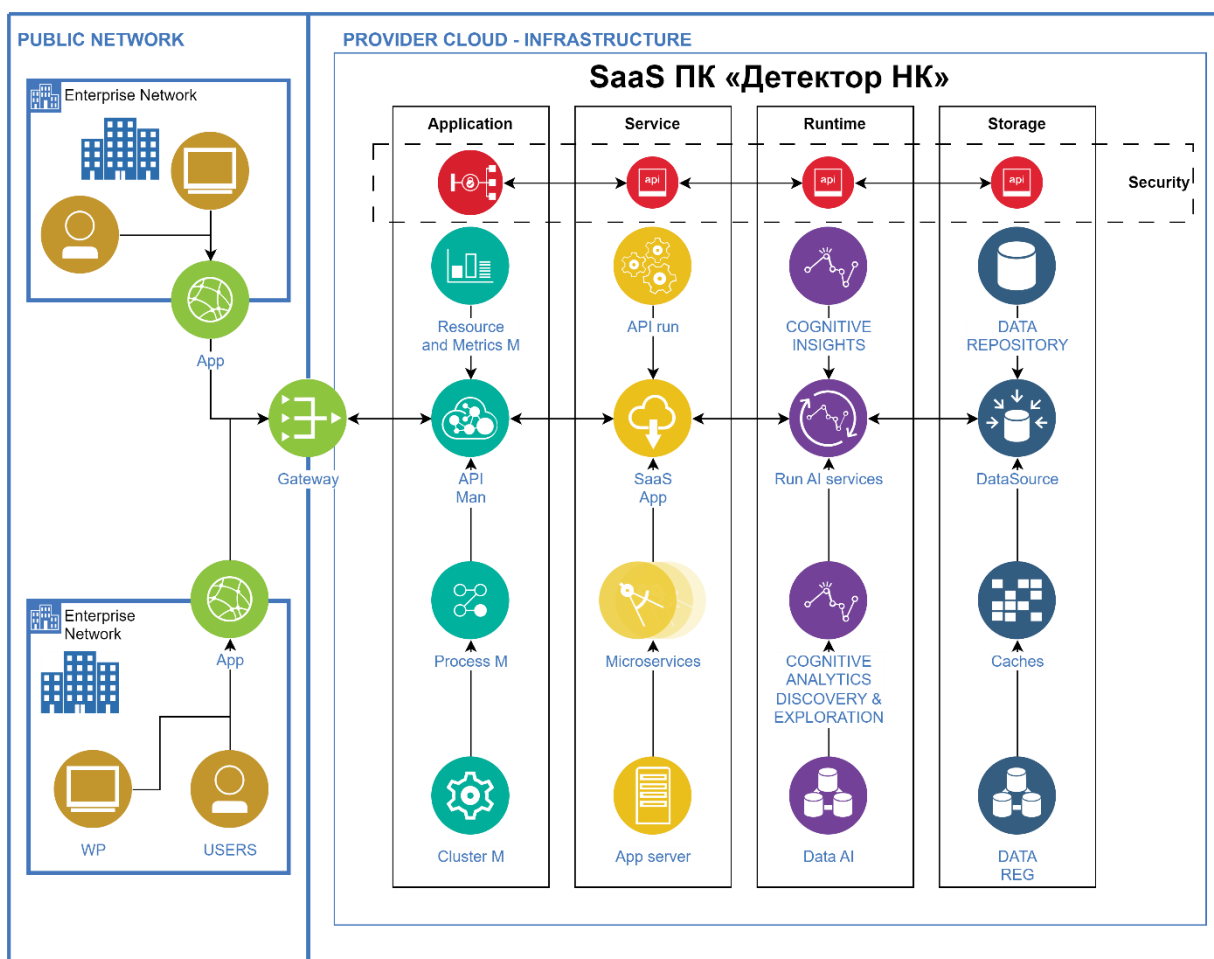 PUBLIC NETWORK
PROVIDER CLOUD - INFRASTRUCTURE
SaaS ПК «Детектор НК»
Enterprise Network
App
Gateway
Enterprise
Network
App
WP
USERS
Application
Service
Runtime
Storage
api
api
api
Security
Resource
and Metrics M
API run
COGNITIVE
INSIGHTS
DATA
REPOSITORY
API
Man
SaaS
App
Run AI services
DataSource
Process M
Microservices
COGNITIVE
ANALYTICS
DISCOVERY &
EXPLORATION
Caches
Cluster M
App server
Data AI
DATA
REG